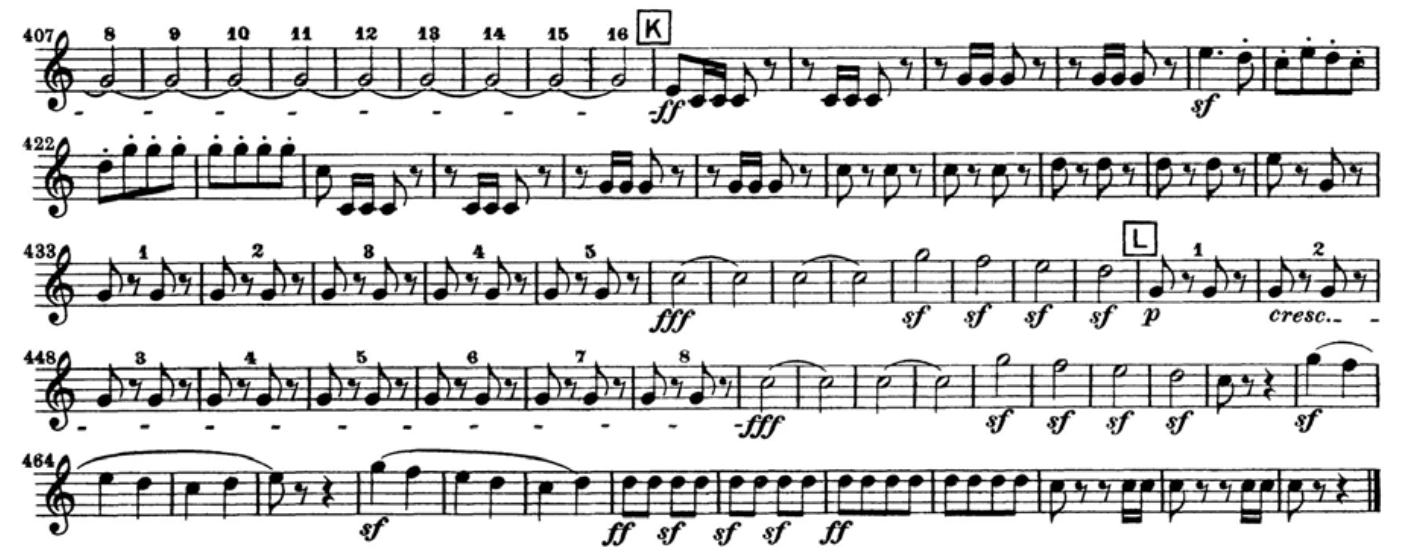 407 8 9 10 11 12 13 14 15 16 K
ff sf
422
433 1 2 3 4 5 L 1 2
fff sf sf sf sf p cresc.
448 3 4 5 6 7 8
fff sf sf sf sf sf
464
sf ff sf sf sf ff